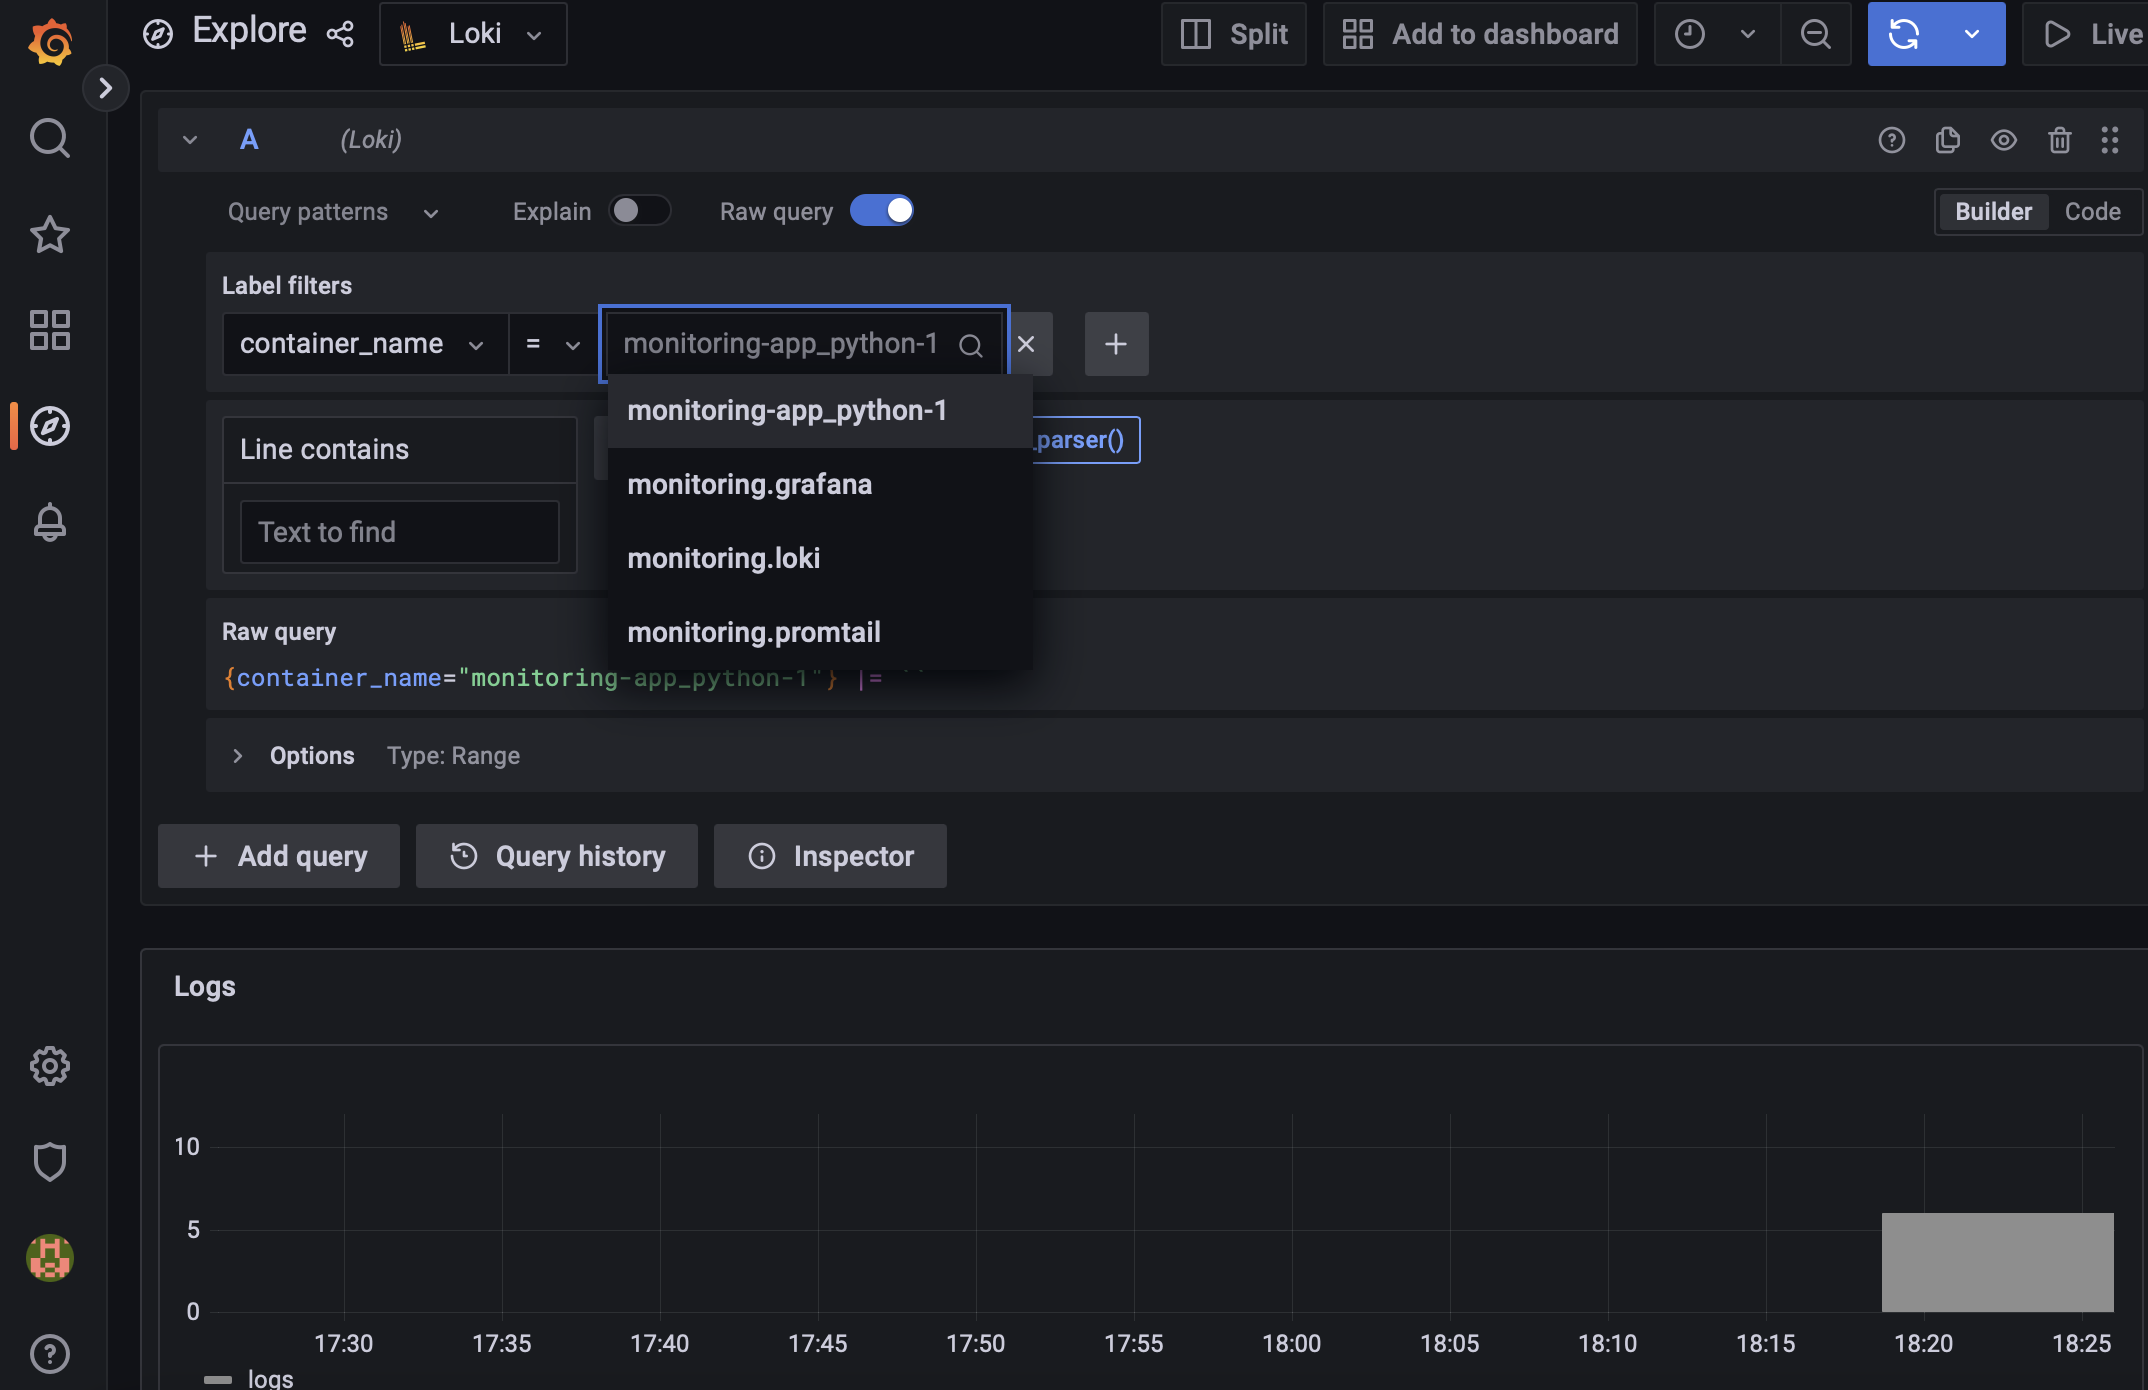 Explore
Loki
Split
Add to dashboard
Live
A
(Loki)
Query patterns
Explain
Raw query
Builder
Code
Label filters
container_name
=
monitoring-app_python-1
monitoring-app_python-1
monitoring.grafana
monitoring.loki
monitoring.promtail
Line contains
Text to find
_parser()
Raw query
{container_name="monitoring-app_python-1"} |= ``
Options
Type: Range
Add query
Query history
Inspector
Logs
10
5
0
17:30
17:35
17:40
17:45
17:50
17:55
18:00
18:05
18:10
18:15
18:20
18:25
logs